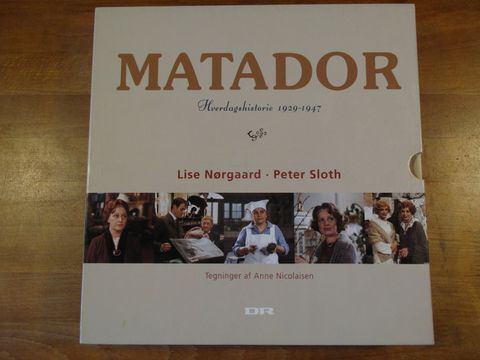 MATADOR
Hverdagshistorie 1929-1947
Lise Nørgaard · Peter Sloth
Tegninger af Anne Nicolaisen
DR